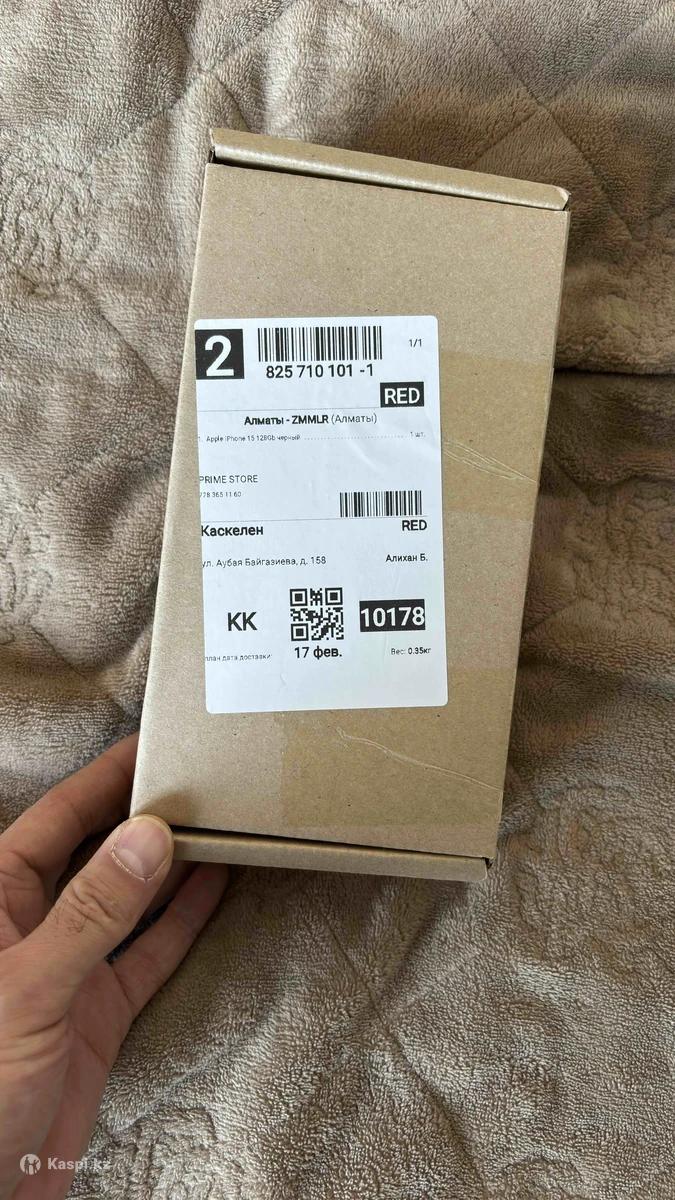 2
1/1
825 710 101 -1
RED
Алматы - ZMMLR (Алматы)
1. Apple iPhone 15 128Gb черный 1 шт.
PRIME STORE
778 365 11 60
Каскелен RED
ул. Аубая Байгазиева, д. 158 Алихан Б.
KK 10178
план дата доставки: 17 фев. Вес: 0.35кг
Kaspi.kz